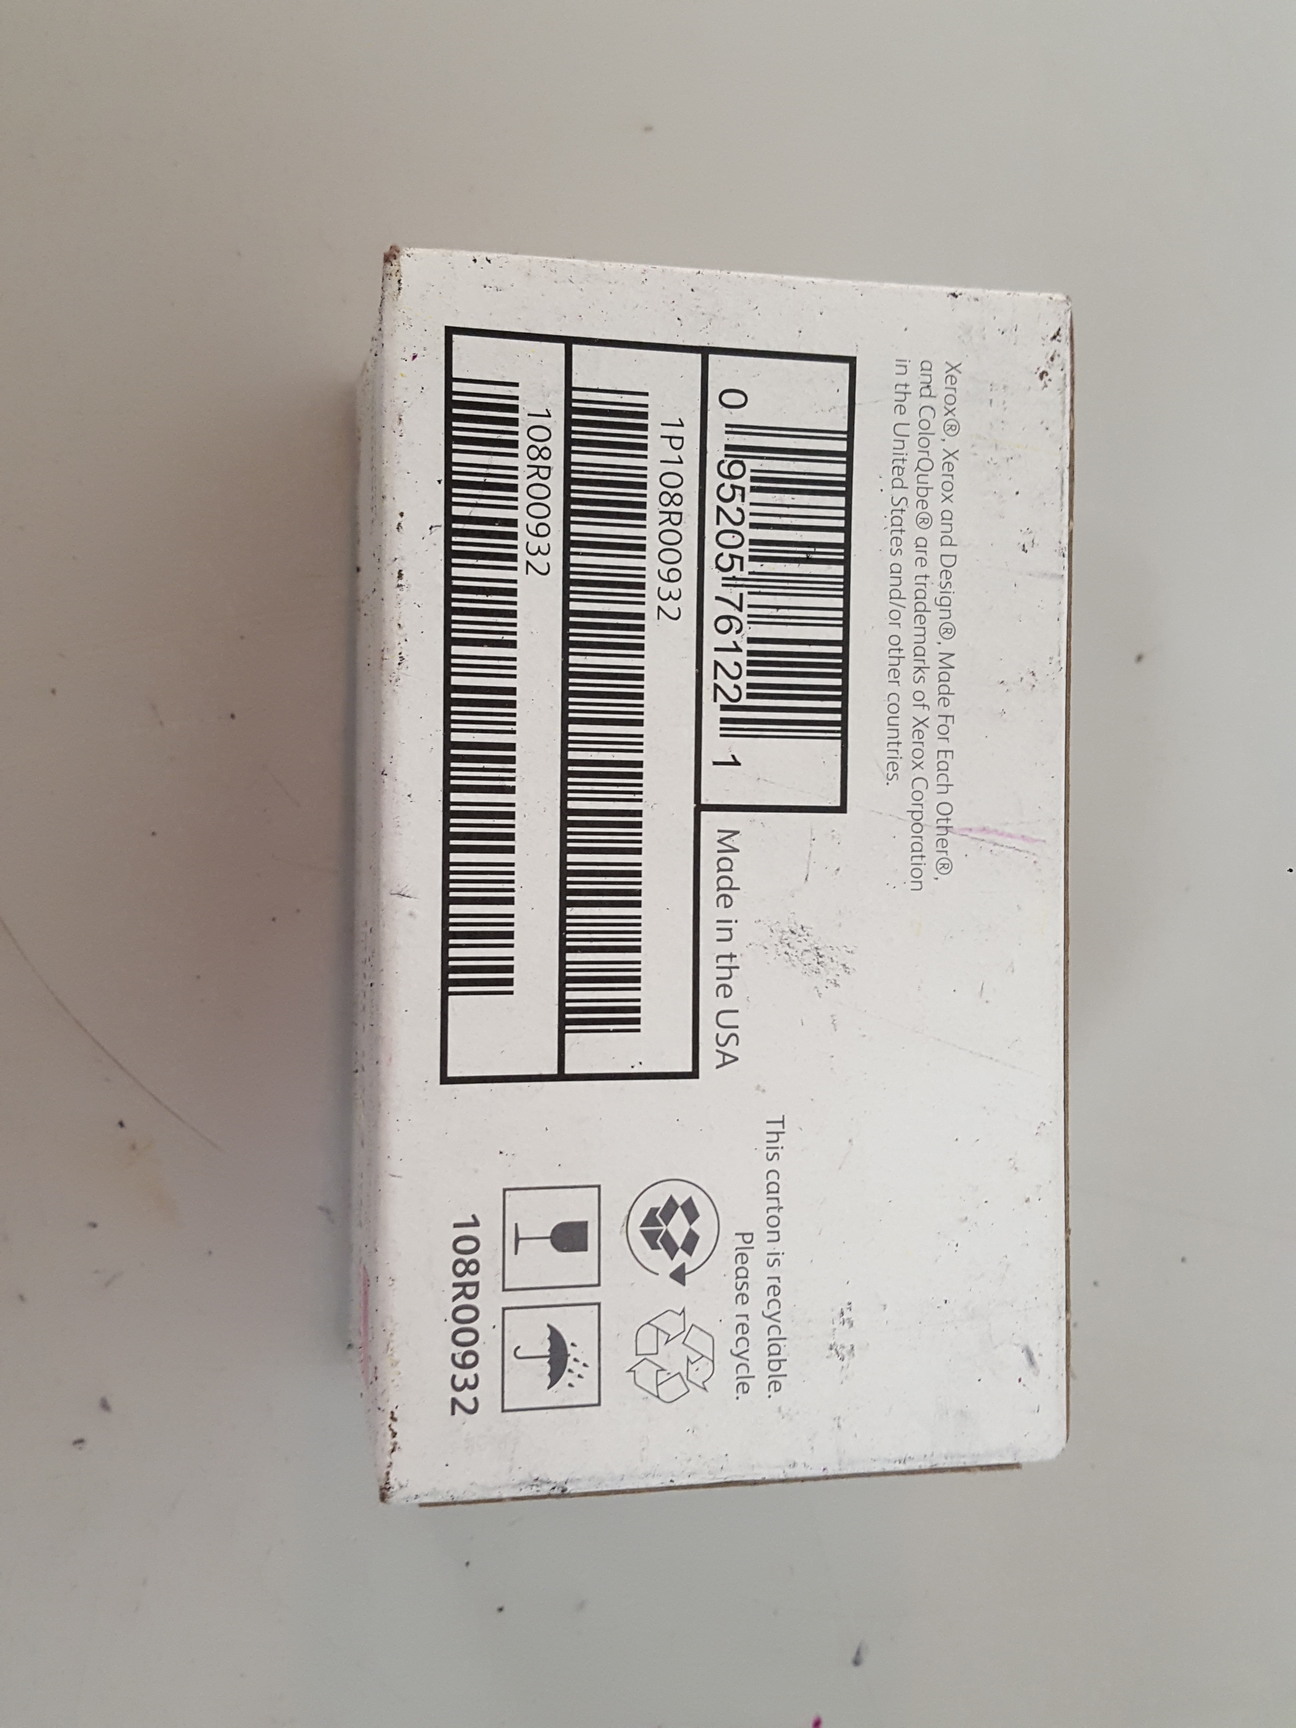 Xerox®, Xerox and Design®, Made For Each Other®,
and ColorQube® are trademarks of Xerox Corporation
in the United States and/or other countries.
0 95205 76122 1
Made in the USA
1P108R00932
108R00932
This carton is recyclable.
Please recycle.
108R00932